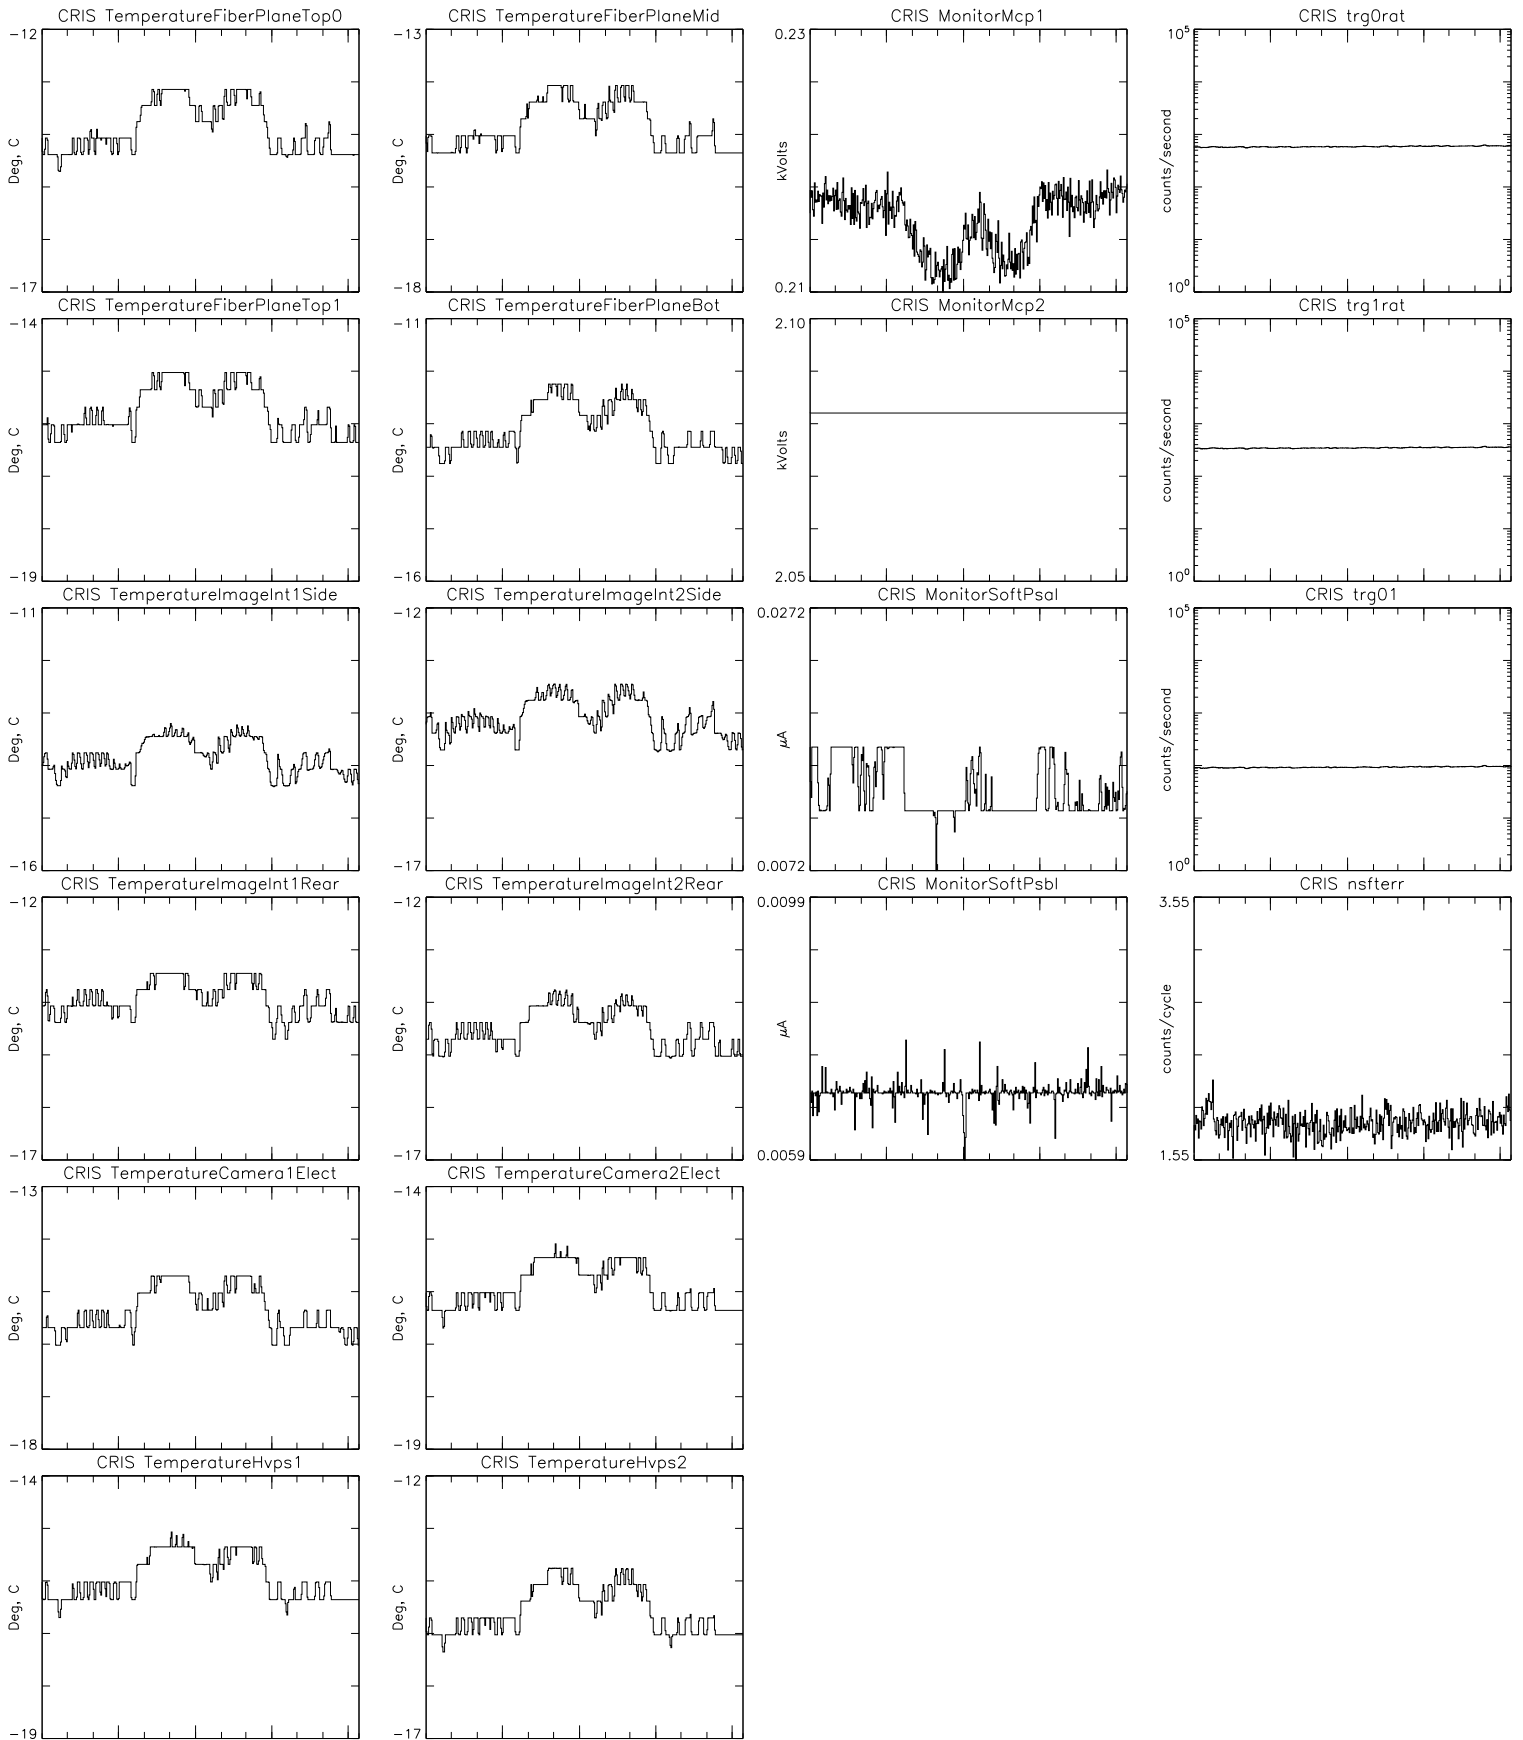 CRIS TemperatureFiberPlaneTop0
-12
Deg, C
-17
CRIS TemperatureFiberPlaneMid
-13
Deg, C
-18
CRIS MonitorMcp1
0.23
kVolts
0.21
CRIS trg0rat
10^5
counts/second
10^0
CRIS TemperatureFiberPlaneTop1
-14
Deg, C
-19
CRIS TemperatureFiberPlaneBot
-11
Deg, C
-16
CRIS MonitorMcp2
2.10
kVolts
2.05
CRIS trg1rat
10^5
counts/second
10^0
CRIS TemperatureImageInt1Side
-11
Deg, C
-16
CRIS TemperatureImageInt2Side
-12
Deg, C
-17
CRIS MonitorSoftPsaI
0.0272
μA
0.0072
CRIS trg01
10^5
counts/second
10^0
CRIS TemperatureImageInt1Rear
-12
Deg, C
-17
CRIS TemperatureImageInt2Rear
-12
Deg, C
-17
CRIS MonitorSoftPsbI
0.0099
μA
0.0059
CRIS nsfterr
3.55
counts/cycle
1.55
CRIS TemperatureCamera1Elect
-13
Deg, C
-18
CRIS TemperatureCamera2Elect
-14
Deg, C
-19
CRIS TemperatureHvps1
-14
Deg, C
-19
CRIS TemperatureHvps2
-12
Deg, C
-17